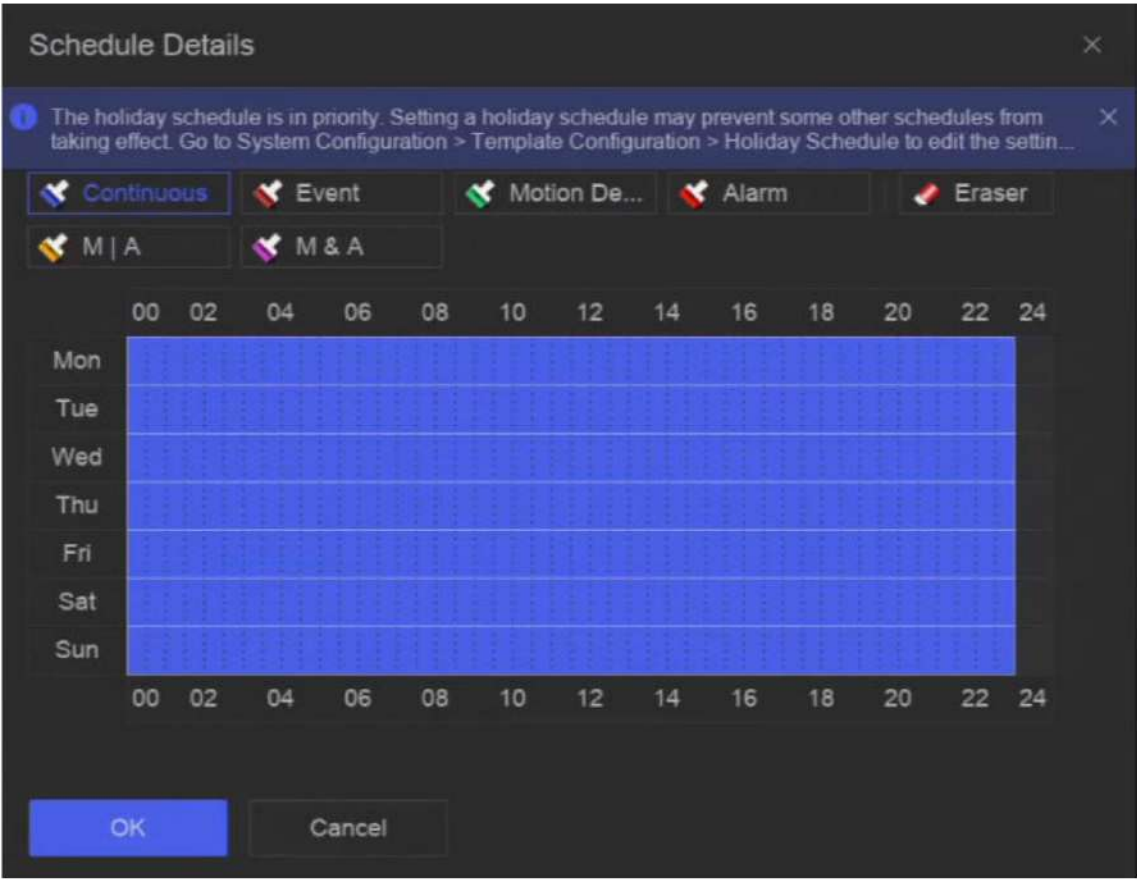 Schedule Details
The holiday schedule is in priority. Setting a holiday schedule may prevent some other schedules from
taking effect. Go to System Configuration > Template Configuration > Holiday Schedule to edit the settin...
Continuous Event Motion De... Alarm Eraser
M | A M & A
00 02 04 06 08 10 12 14 16 18 20 22 24
Mon
Tue
Wed
Thu
Fri
Sat
Sun
00 02 04 06 08 10 12 14 16 18 20 22 24
OK Cancel